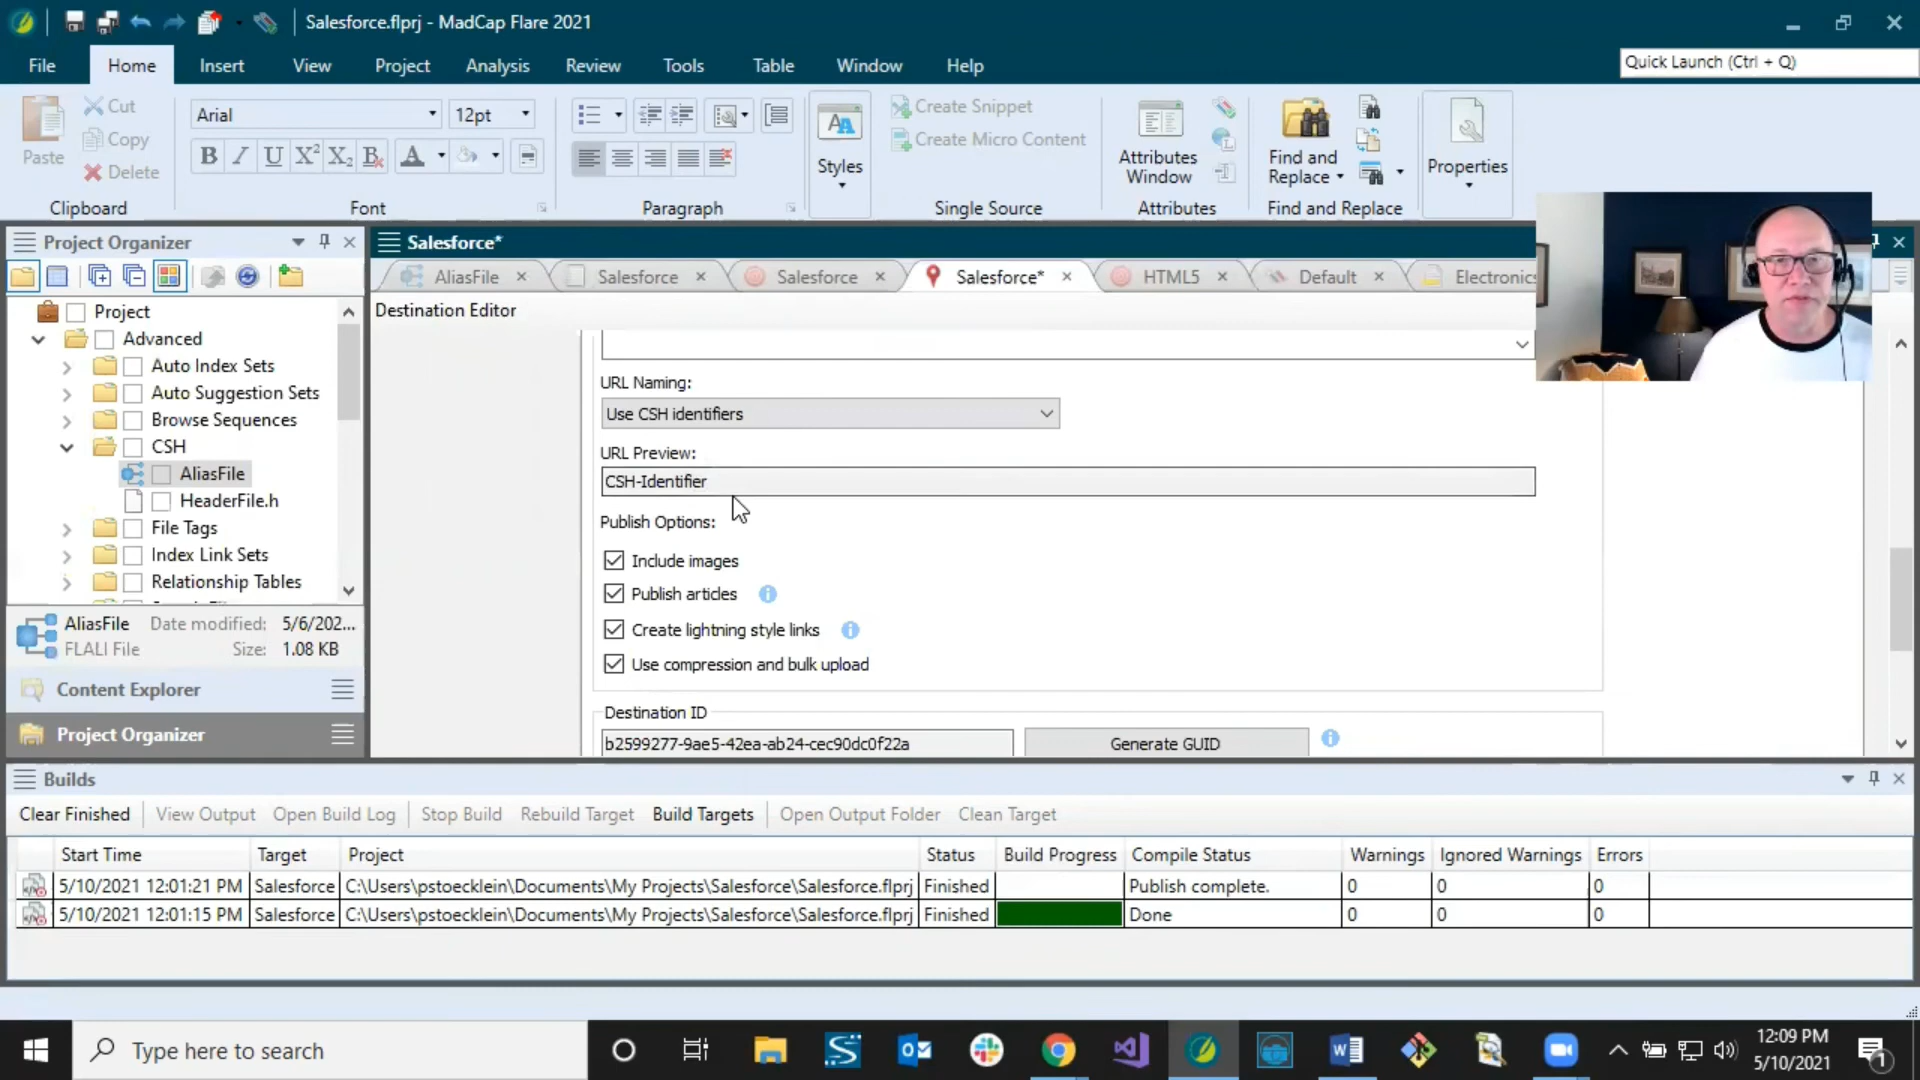 Salesforce.flprj - MadCap Flare 2021
File Home Insert View Project Analysis Review Tools Table Window Help
Quick Launch (Ctrl + Q)
Paste
Cut
Copy
Delete
Clipboard
Arial 12pt
B I U X² X₂ B A
Font
Paragraph
Styles
Create Snippet
Create Micro Content
Single Source
Attributes Window
Attributes
Find and Replace
Find and Replace
Properties
Project Organizer
Project
Advanced
Auto Index Sets
Auto Suggestion Sets
Browse Sequences
CSH
AliasFile
HeaderFile.h
File Tags
Index Link Sets
Relationship Tables
AliasFile Date modified: 5/6/202...
FLALI File Size: 1.08 KB
Content Explorer
Project Organizer
Salesforce*
AliasFile Salesforce Salesforce Salesforce* HTML5 Default Electronics
Destination Editor
URL Naming:
Use CSH identifiers
URL Preview:
CSH-Identifier
Publish Options:
Include images
Publish articles
Create lightning style links
Use compression and bulk upload
Destination ID
b2599277-9ae5-42ea-ab24-cec90dc0f22a Generate GUID
Builds
Clear Finished View Output Open Build Log Stop Build Rebuild Target Build Targets Open Output Folder Clean Target
Start Time Target Project Status Build Progress Compile Status Warnings Ignored Warnings Errors
5/10/2021 12:01:21 PM Salesforce C:\Users\pstoecklein\Documents\My Projects\Salesforce\Salesforce.flprj Finished Publish complete. 0 0 0
5/10/2021 12:01:15 PM Salesforce C:\Users\pstoecklein\Documents\My Projects\Salesforce\Salesforce.flprj Finished Done 0 0 0
Type here to search
12:09 PM
5/10/2021
1